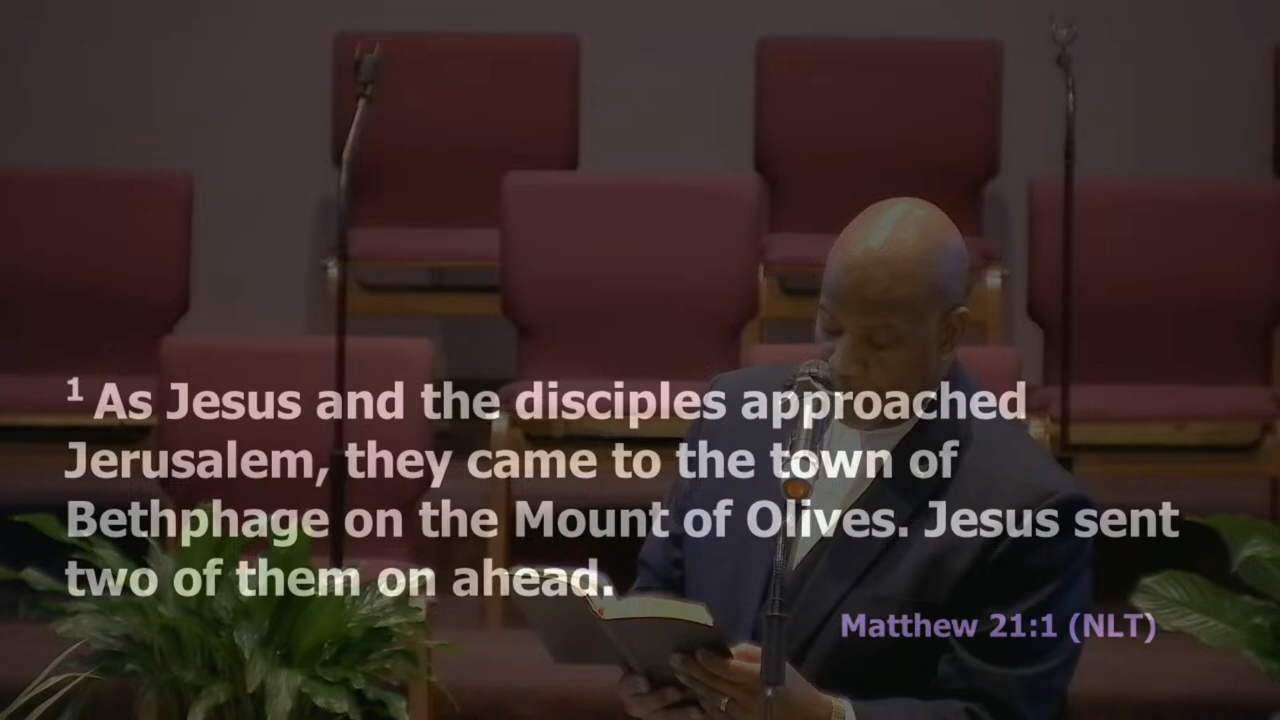 1 As Jesus and the disciples approached
Jerusalem, they came to the town of
Bethphage on the Mount of Olives. Jesus sent
two of them on ahead.
Matthew 21:1 (NLT)